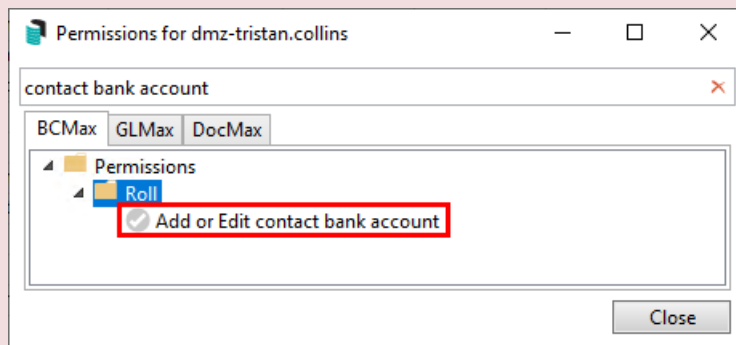 Permissions for dmz-tristan.collins
contact bank account
BCMax GLMax DocMax
Permissions
Roll
Add or Edit contact bank account
Close